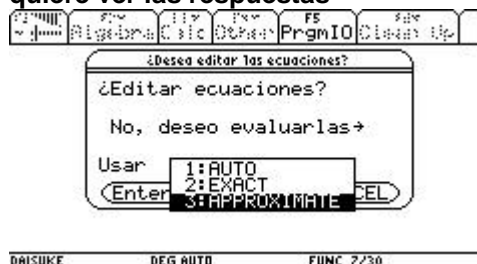 quiero ver las respuestas
F5
Algebra Calc Other PrgmIO Clean Up
¿Desea editar las ecuaciones?
¿Editar ecuaciones?
No, deseo evaluarlas→
Usar
1:AUTO
2:EXACT
3:APPROXIMATE
Enter CEL
DAISUKE DEG AUTO FUNC 7/30